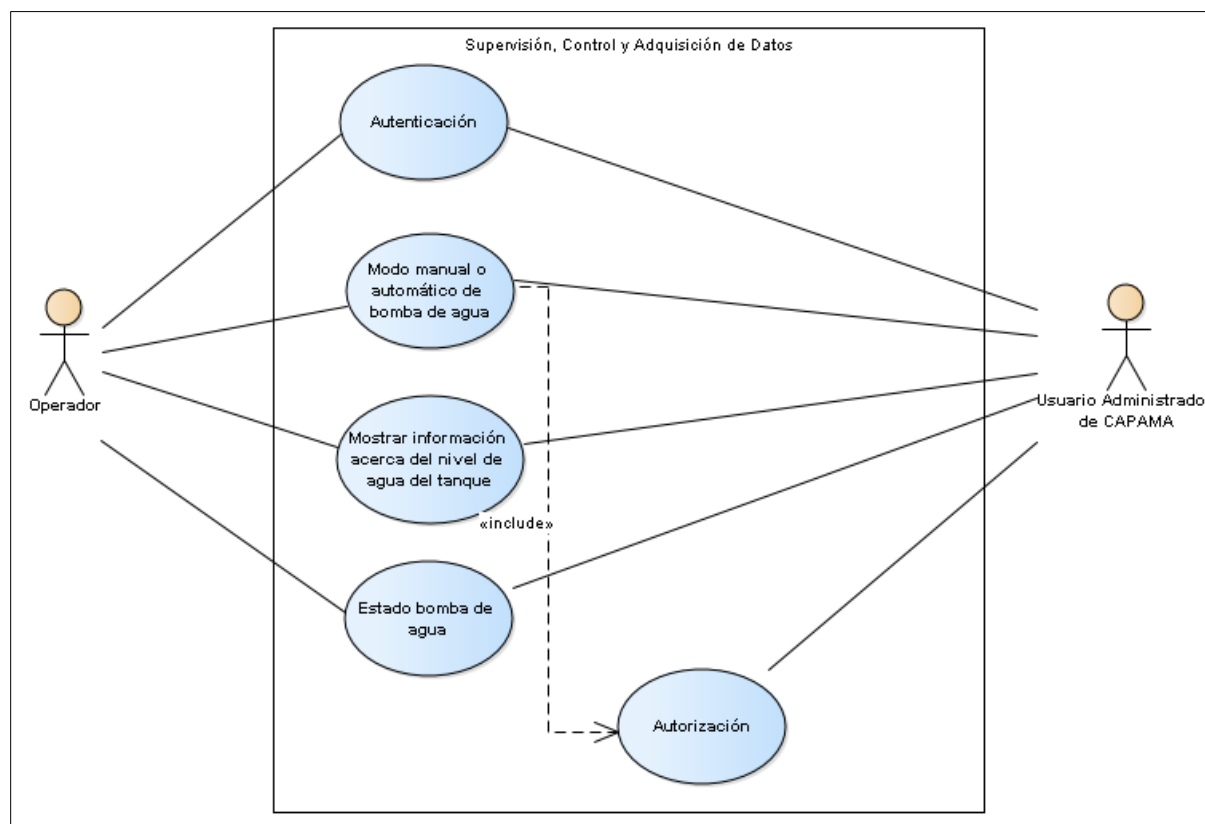 Supervisión, Control y Adquisición de Datos
Autenticación
Modo manual o
automático de
bomba de agua
Operador
Usuario Administrado
de CAPAMA
Mostrar información
acerca del nivel de
agua del tanque
«include»
Estado bomba de
agua
Autorización